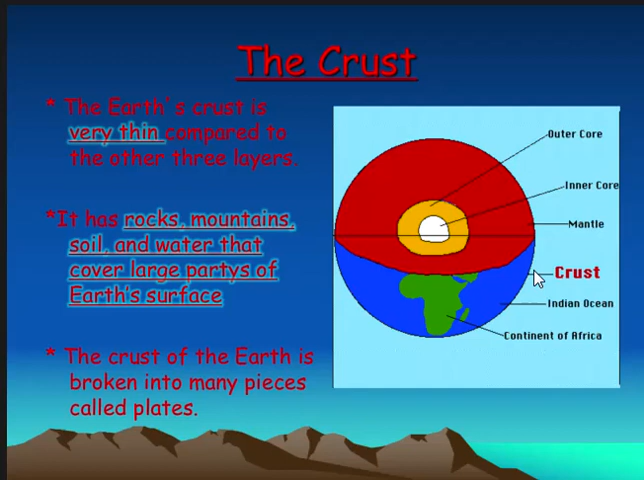 The Crust
* The Earth's crust is
very thin compared to
the other three layers.
*It has rocks, mountains,
soil, and water that
cover large partys of
Earth's surface
* The crust of the Earth is
broken into many pieces
called plates.
Outer Core
Inner Core
Mantle
Crust
Indian Ocean
Continent of Africa